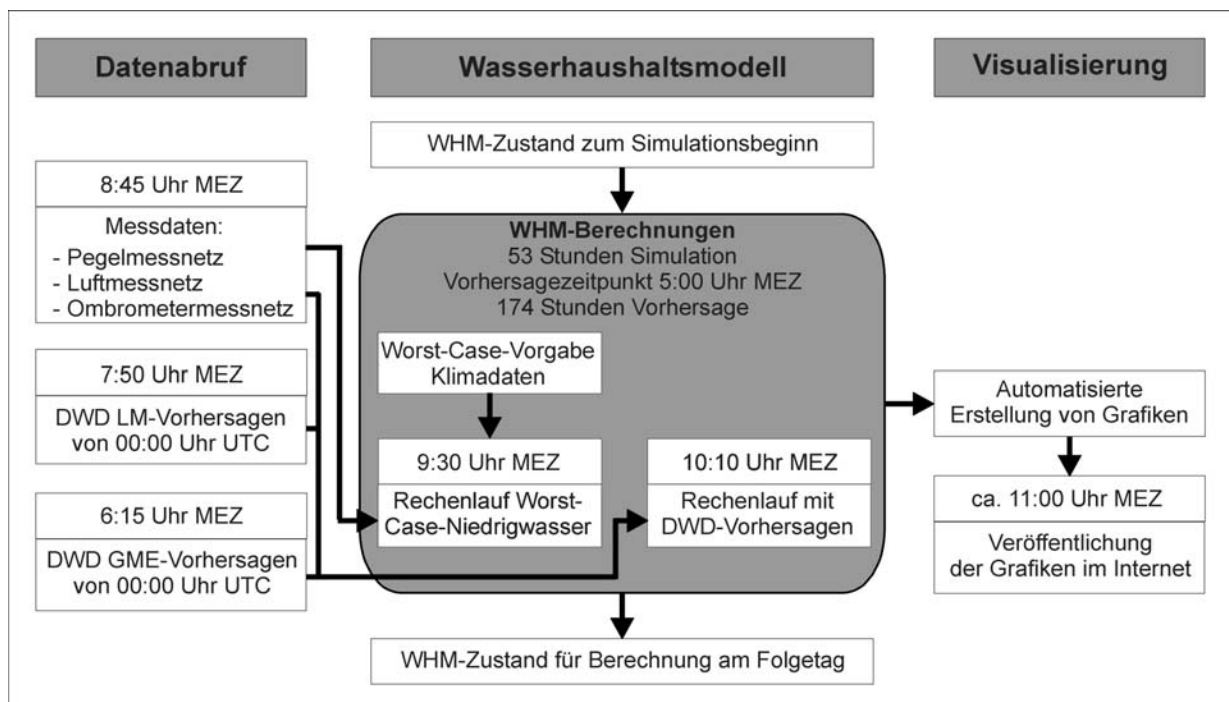 Datenabruf
8:45 Uhr MEZ
Messdaten:
- Pegelmessnetz
- Luftmessnetz
- Ombrometermessnetz
7:50 Uhr MEZ
DWD LM-Vorhersagen
von 00:00 Uhr UTC
6:15 Uhr MEZ
DWD GME-Vorhersagen
von 00:00 Uhr UTC
Wasserhaushaltsmodell
WHM-Zustand zum Simulationsbeginn
WHM-Berechnungen
53 Stunden Simulation
Vorhersagezeitpunkt 5:00 Uhr MEZ
174 Stunden Vorhersage
Worst-Case-Vorgabe
Klimadaten
9:30 Uhr MEZ
Rechenlauf Worst-
Case-Niedrigwasser
10:10 Uhr MEZ
Rechenlauf mit
DWD-Vorhersagen
WHM-Zustand für Berechnung am Folgetag
Visualisierung
Automatisierte
Erstellung von Grafiken
ca. 11:00 Uhr MEZ
Veröffentlichung
der Grafiken im Internet